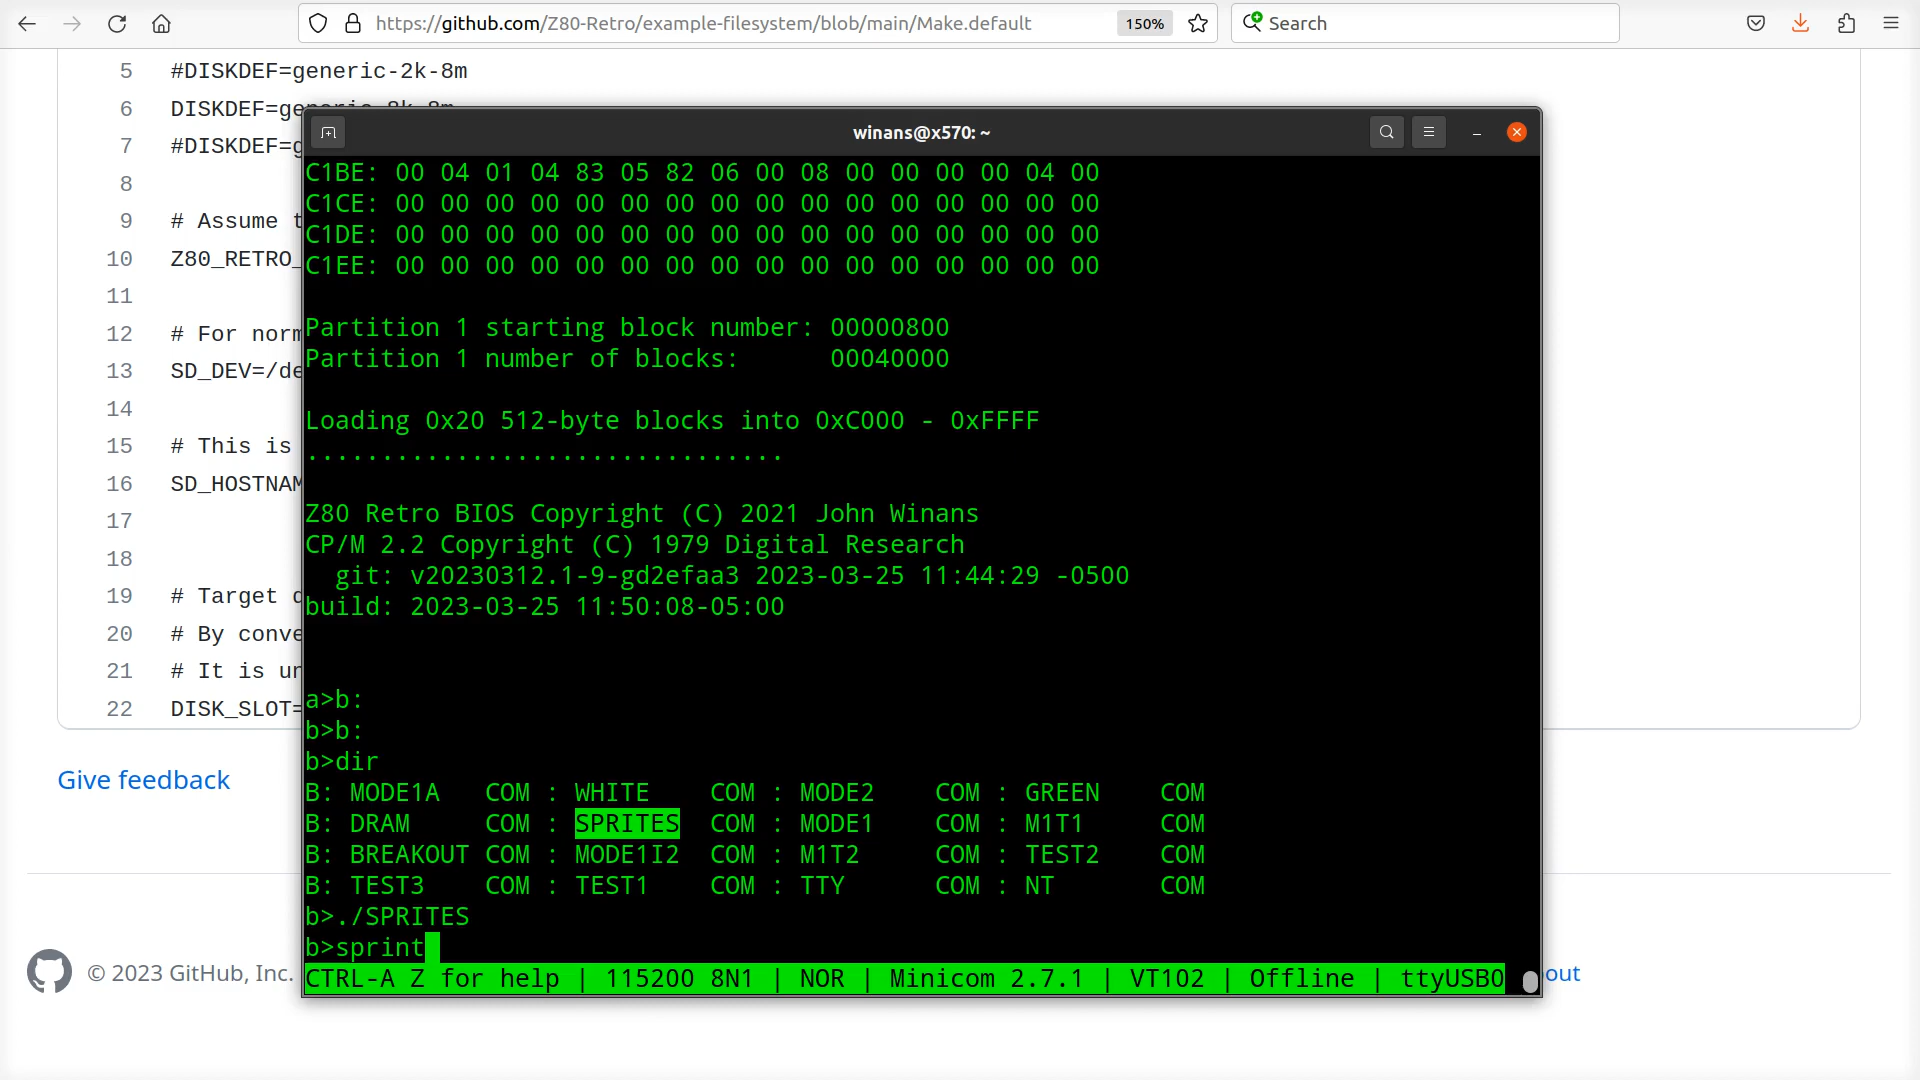 https://github.com/Z80-Retro/example-filesystem/blob/main/Make.default
150%
Search
5 #DISKDEF=generic-2k-8m
6
7
8
9 # Assume
10 Z80_RETRO_
11
12 # For norm
13 SD_DEV=/de
14
15 # This is
16 SD_HOSTNAM
17
18
19 # Target
20 # By conve
21 # It is un
22 DISK_SLOT=
winans@x570: ~
C1BE: 00 04 01 04 83 05 82 06 00 08 00 00 00 00 04 00
C1CE: 00 00 00 00 00 00 00 00 00 00 00 00 00 00 00 00
C1DE: 00 00 00 00 00 00 00 00 00 00 00 00 00 00 00 00
C1EE: 00 00 00 00 00 00 00 00 00 00 00 00 00 00 00 00
Partition 1 starting block number: 00000800
Partition 1 number of blocks: 00040000
Loading 0x20 512-byte blocks into 0xC000 - 0xFFFF
................................
Z80 Retro BIOS Copyright (C) 2021 John Winans
CP/M 2.2 Copyright (C) 1979 Digital Research
git: v20230312.1-9-gd2efaa3 2023-03-25 11:44:29 -0500
build: 2023-03-25 11:50:08-05:00
a>b:
b>b:
b>dir
B: MODE1A COM : WHITE COM : MODE2 COM : GREEN COM
B: DRAM COM : SPRITES COM : MODE1 COM : M1T1 COM
B: BREAKOUT COM : MODE1I2 COM : M1T2 COM : TEST2 COM
B: TEST3 COM : TEST1 COM : TTY COM : NT COM
b>./SPRITES
b>sprint
CTRL-A Z for help | 115200 8N1 | NOR | Minicom 2.7.1 | VT102 | Offline | ttyUSB0
Give feedback
© 2023 GitHub, Inc.
out